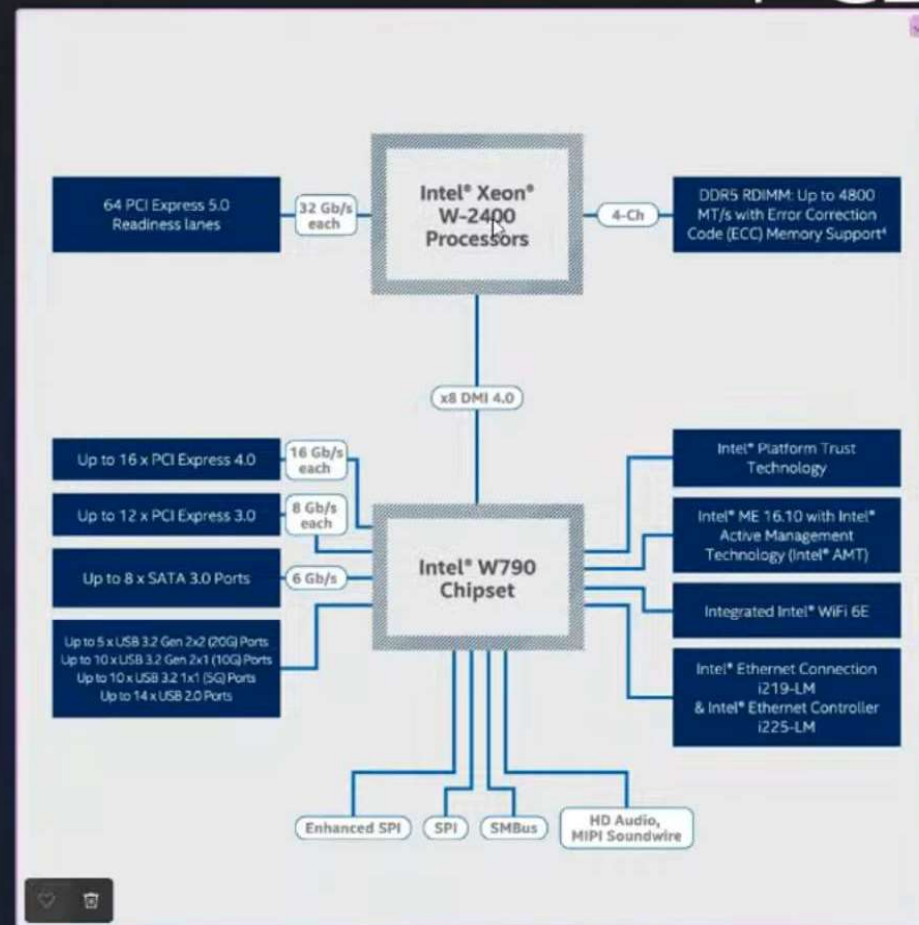 Intel® Xeon®
W-2400
Processors
64 PCI Express 5.0
Readiness lanes
32 Gb/s
each
4-Ch
DDR5 RDIMM: Up to 4800
MT/s with Error Correction
Code (ECC) Memory Support⁴
x8 DMI 4.0
Up to 16 x PCI Express 4.0
16 Gb/s
each
Up to 12 x PCI Express 3.0
8 Gb/s
each
Up to 8 x SATA 3.0 Ports
6 Gb/s
Up to 5 x USB 3.2 Gen 2x2 (20G) Ports
Up to 10 x USB 3.2 Gen 2x1 (10G) Ports
Up to 10 x USB 3.2 1x1 (5G) Ports
Up to 14 x USB 2.0 Ports
Intel® W790
Chipset
Intel® Platform Trust
Technology
Intel® ME 16.10 with Intel®
Active Management
Technology (Intel® AMT)
Integrated Intel® WiFi 6E
Intel® Ethernet Connection
i219-LM
& Intel® Ethernet Controller
i225-LM
Enhanced SPI
SPI
SMBus
HD Audio,
MIPI Soundwire